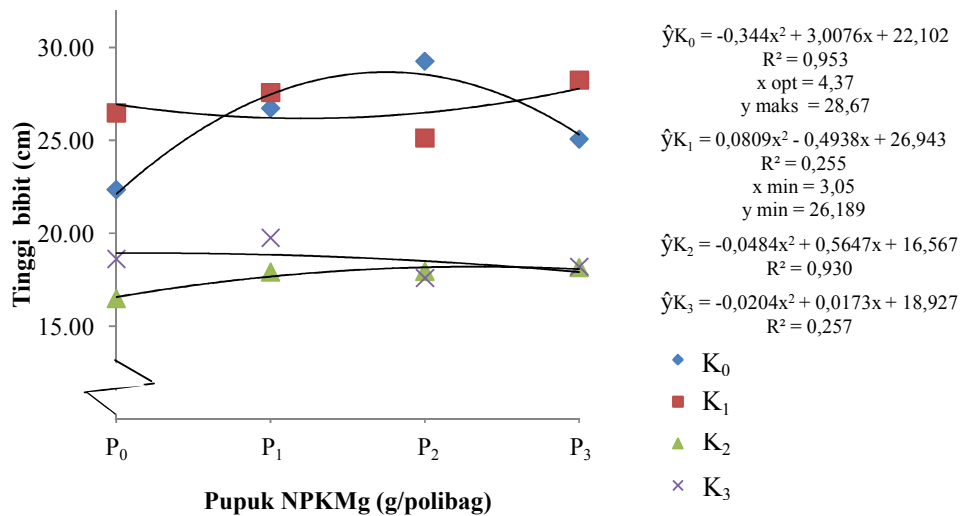 30.00
25.00
20.00
15.00
Tinggi bibit (cm)
P₀ P₁ P₂ P₃
Pupuk NPKMg (g/polibag)
ŷK₀ = -0,344x² + 3,0076x + 22,102
R² = 0,953
x opt = 4,37
y maks = 28,67
ŷK₁ = 0,0809x² - 0,4938x + 26,943
R² = 0,255
x min = 3,05
y min = 26,189
ŷK₂ = -0,0484x² + 0,5647x + 16,567
R² = 0,930
ŷK₃ = -0,0204x² + 0,0173x + 18,927
R² = 0,257
K₀
K₁
K₂
K₃